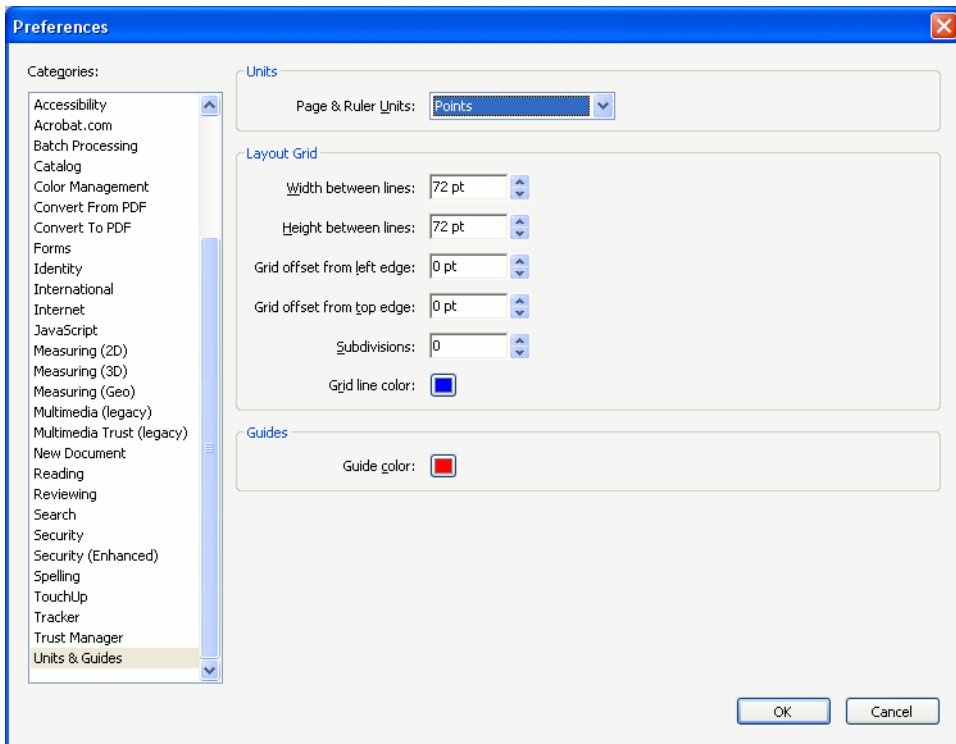 Preferences
Categories:
Accessibility
Acrobat.com
Batch Processing
Catalog
Color Management
Convert From PDF
Convert To PDF
Forms
Identity
International
Internet
JavaScript
Measuring (2D)
Measuring (3D)
Measuring (Geo)
Multimedia (legacy)
Multimedia Trust (legacy)
New Document
Reading
Reviewing
Search
Security
Security (Enhanced)
Spelling
TouchUp
Tracker
Trust Manager
Units & Guides
Units
Page & Ruler Units: Points
Layout Grid
Width between lines: 72 pt
Height between lines: 72 pt
Grid offset from left edge: 0 pt
Grid offset from top edge: 0 pt
Subdivisions: 0
Grid line color:
Guides
Guide color:
OK Cancel